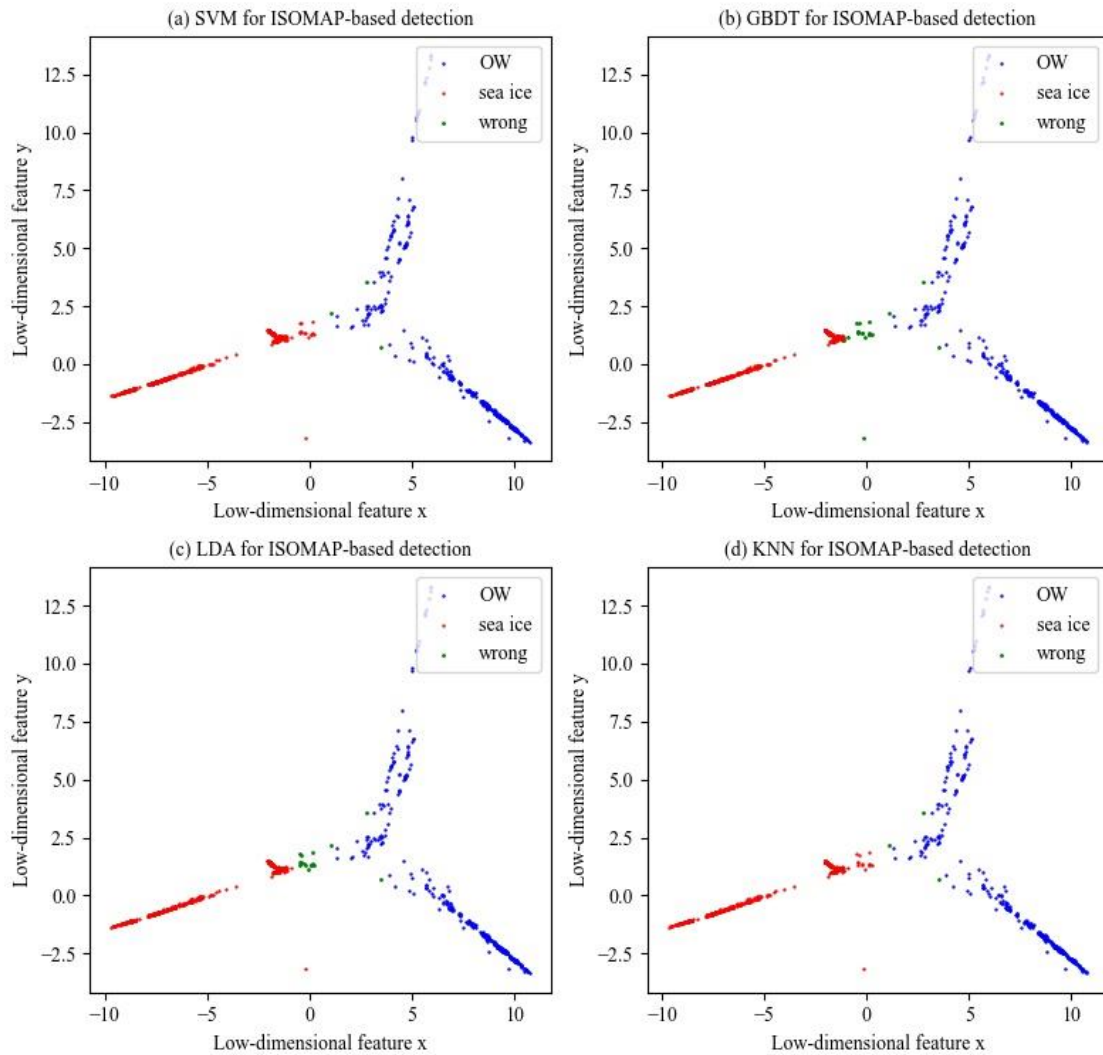 (a) SVM for ISOMAP-based detection
OW
sea ice
wrong
12.5
10.0
7.5
5.0
2.5
0.0
−2.5
Low-dimensional feature y
−10
−5
0
5
10
Low-dimensional feature x
(b) GBDT for ISOMAP-based detection
OW
sea ice
wrong
12.5
10.0
7.5
5.0
2.5
0.0
−2.5
Low-dimensional feature y
−10
−5
0
5
10
Low-dimensional feature x
(c) LDA for ISOMAP-based detection
OW
sea ice
wrong
12.5
10.0
7.5
5.0
2.5
0.0
−2.5
Low-dimensional feature y
−10
−5
0
5
10
Low-dimensional feature x
(d) KNN for ISOMAP-based detection
OW
sea ice
wrong
12.5
10.0
7.5
5.0
2.5
0.0
−2.5
Low-dimensional feature y
−10
−5
0
5
10
Low-dimensional feature x